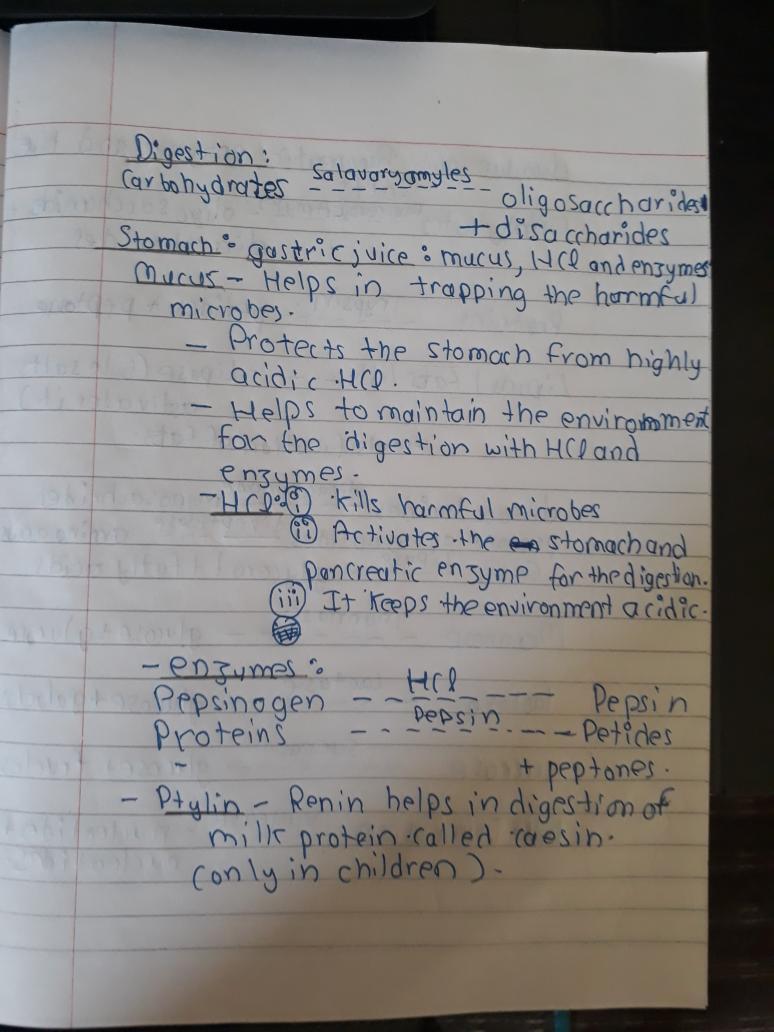 Digestion :
Carbohydrates Salavaryamyles oligosaccharides
+ disaccharides
Stomach : gastric juice : mucus, HCl and enzymes
Mucus - Helps in trapping the harmful
microbes.
- Protects the stomach from highly
acidic HCl.
- Helps to maintain the environment
for the digestion with HCl and
enzymes.
- HCl : (i) Kills harmful microbes
(ii) Activates the stomach and
pancreatic enzyme for the digestion.
(iii) It keeps the environment acidic.
- enzymes :
Pepsinogen -- HCl --- Pepsin
Proteins -- Pepsin --- Petides
+ peptones.
- Ptylin - Renin helps in digestion of
milk protein called caesin.
(only in children).